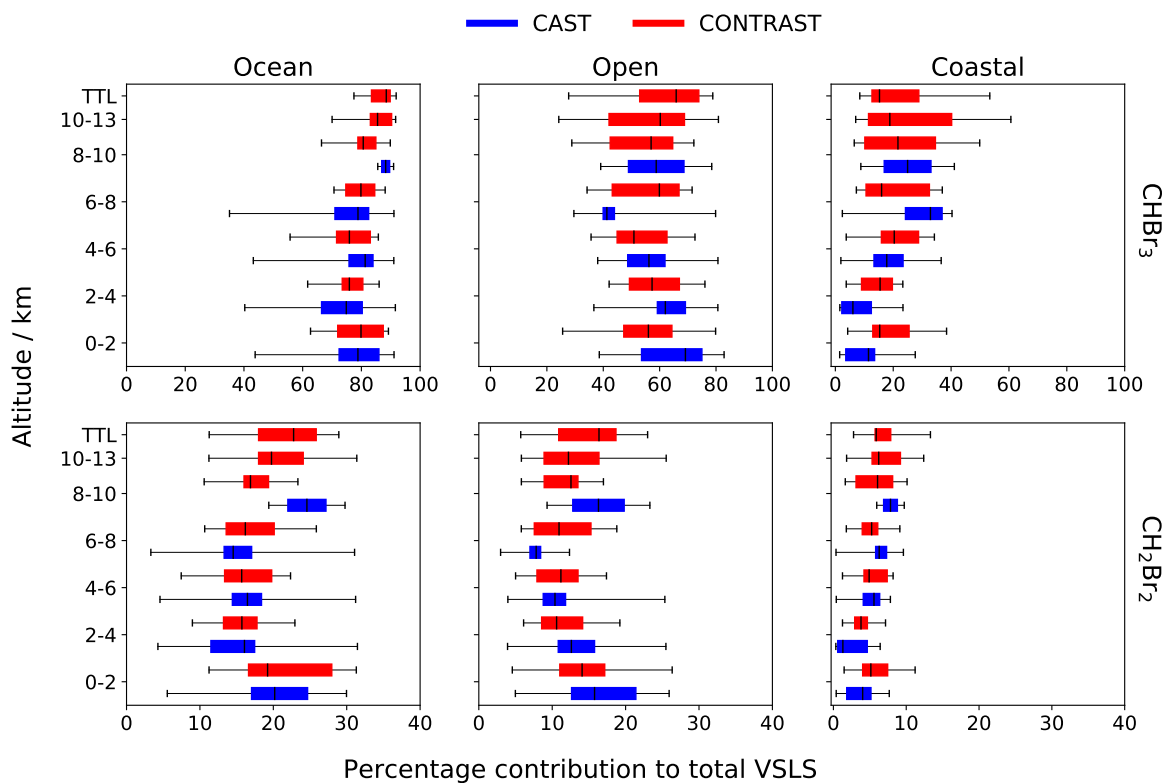 CAST CONTRAST
Ocean Open Coastal
TTL
10-13
8-10
6-8
4-6
2-4
0-2
0 20 40 60 80 100 0 20 40 60 80 100 0 20 40 60 80 100
CHBr3
Altitude / km
TTL
10-13
8-10
6-8
4-6
2-4
0-2
0 10 20 30 40 0 10 20 30 40 0 10 20 30 40
CH2Br2
Percentage contribution to total VSLS